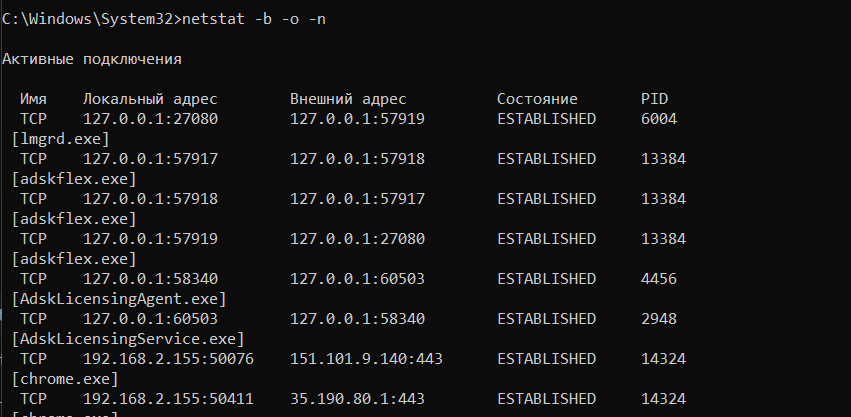 C:\Windows\System32>netstat -b -o -n
Активные подключения
Имя Локальный адрес Внешний адрес Состояние PID
TCP 127.0.0.1:27080 127.0.0.1:57919 ESTABLISHED 6004
[lmgrd.exe]
TCP 127.0.0.1:57917 127.0.0.1:57918 ESTABLISHED 13384
[adskflex.exe]
TCP 127.0.0.1:57918 127.0.0.1:57917 ESTABLISHED 13384
[adskflex.exe]
TCP 127.0.0.1:57919 127.0.0.1:27080 ESTABLISHED 13384
[adskflex.exe]
TCP 127.0.0.1:58340 127.0.0.1:60503 ESTABLISHED 4456
[AdskLicensingAgent.exe]
TCP 127.0.0.1:60503 127.0.0.1:58340 ESTABLISHED 2948
[AdskLicensingService.exe]
TCP 192.168.2.155:50076 151.101.9.140:443 ESTABLISHED 14324
[chrome.exe]
TCP 192.168.2.155:50411 35.190.80.1:443 ESTABLISHED 14324